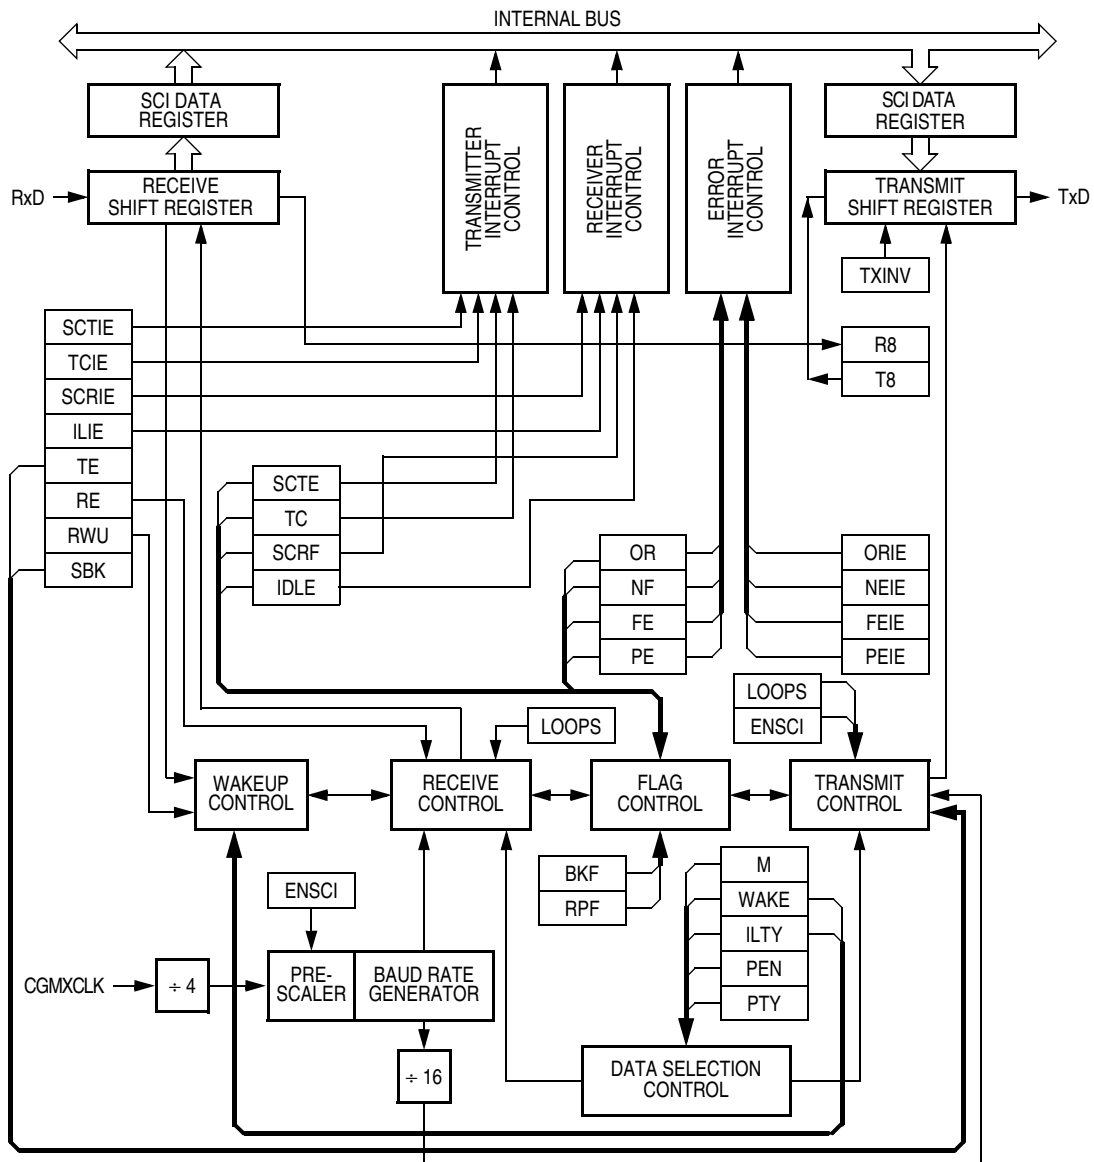 INTERNAL BUS
SCI DATA
REGISTER
SCI DATA
REGISTER
TRANSMITTER
INTERRUPT
CONTROL
RECEIVER
INTERRUPT
CONTROL
ERROR
INTERRUPT
CONTROL
RxD
RECEIVE
SHIFT REGISTER
TRANSMIT
SHIFT REGISTER
TxD
TXINV
SCTIE
TCIE
SCRIE
ILIE
TE
RE
RWU
SBK
R8
T8
SCTE
TC
SCRF
IDLE
OR
NF
FE
PE
ORIE
NEIE
FEIE
PEIE
LOOPS
LOOPS
ENSCI
WAKEUP
CONTROL
RECEIVE
CONTROL
FLAG
CONTROL
TRANSMIT
CONTROL
BKF
RPF
M
WAKE
ILTY
PEN
PTY
ENSCI
CGMXCLK
÷ 4
PRE-
SCALER
BAUD RATE
GENERATOR
÷ 16
DATA SELECTION
CONTROL